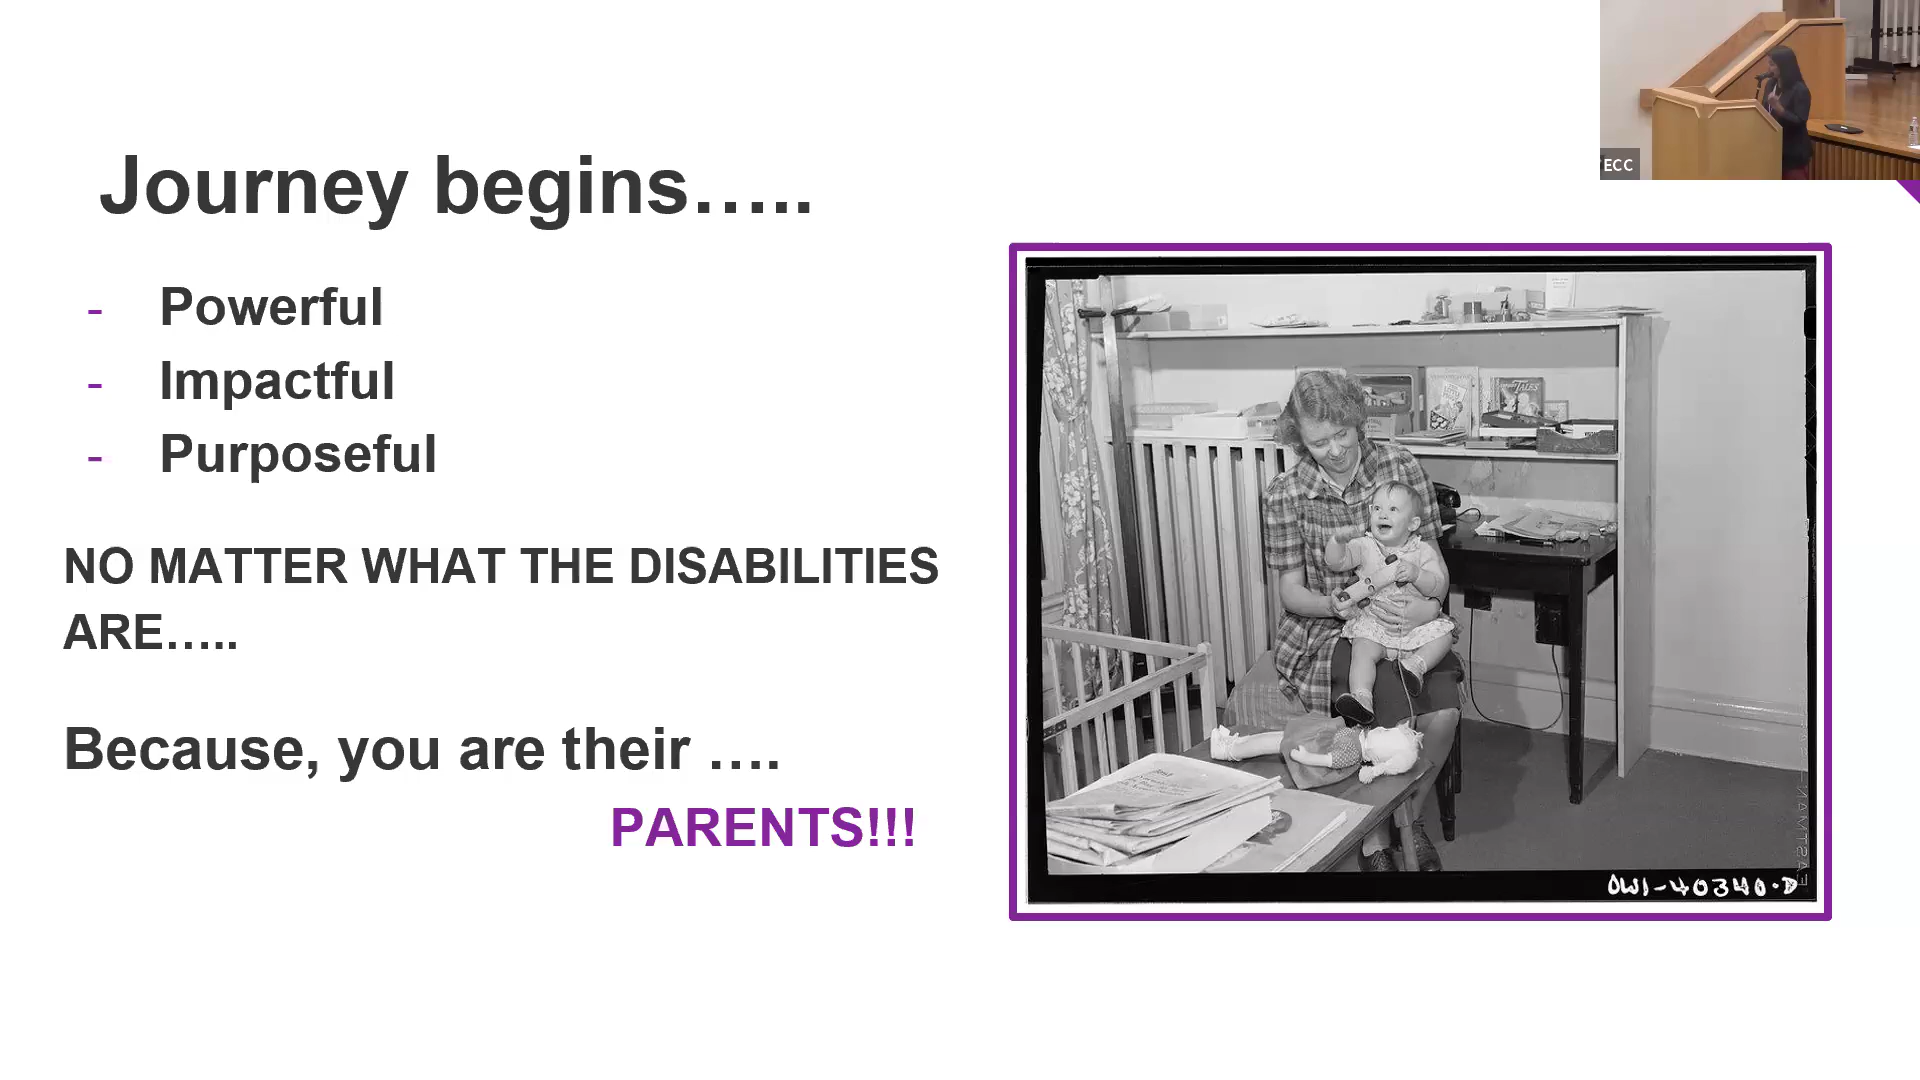 ECC
Journey begins…..
- Powerful
- Impactful
- Purposeful
NO MATTER WHAT THE DISABILITIES
ARE…..
Because, you are their ….
PARENTS!!!
TALES
OWI-40340-D